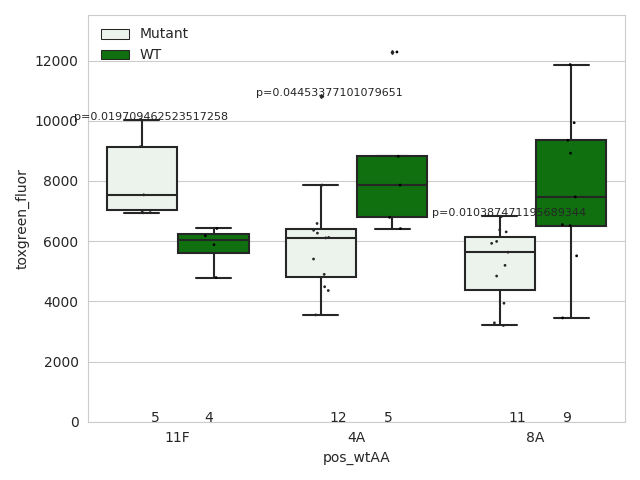 Mutant
WT
12000
p=0.04453377101079651
10000
p=0.019709462523517258
8000
p=0.010387471195689344
6000
4000
2000
0
5 4 12 5 11 9
11F 4A 8A
pos_wtAA
toxgreen_fluor